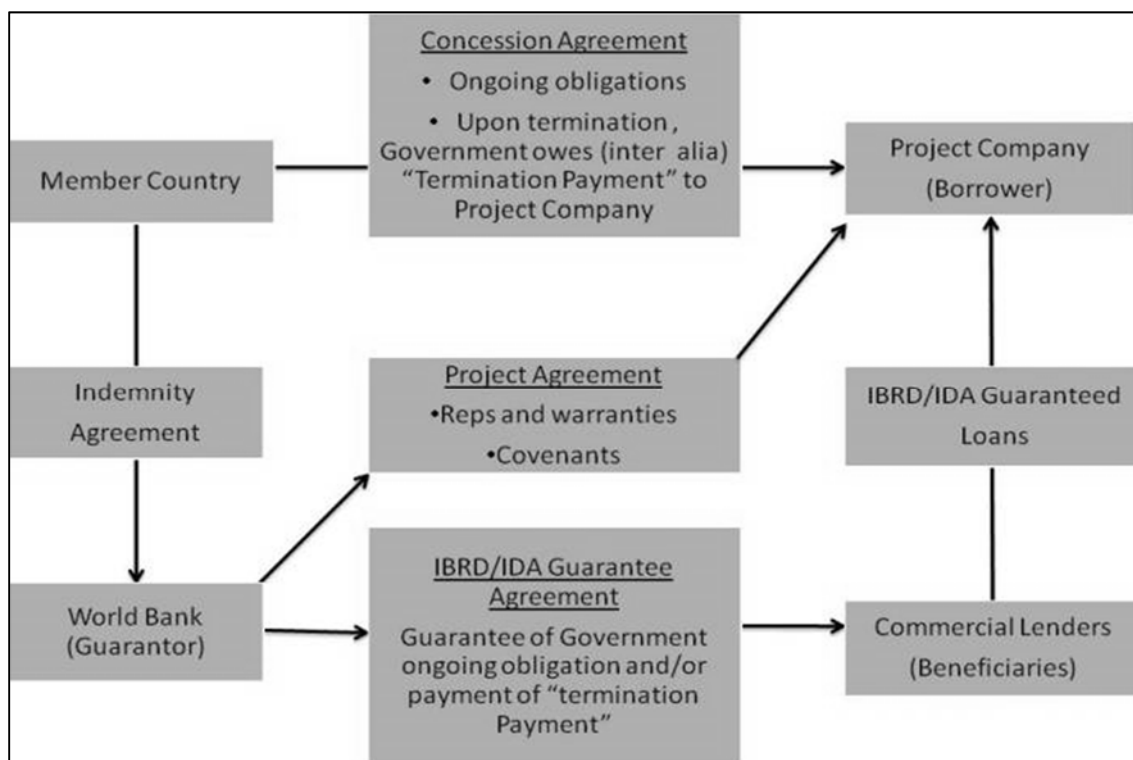 Concession Agreement
• Ongoing obligations
• Upon termination ,
Government owes (inter alia)
“Termination Payment” to
Project Company
Member Country
Project Company
(Borrower)
Indemnity
Agreement
Project Agreement
•Reps and warranties
•Covenants
IBRD/IDA Guaranteed
Loans
World Bank
(Guarantor)
IBRD/IDA Guarantee
Agreement
Guarantee of Government
ongoing obligation and/or
payment of “termination
Payment”
Commercial Lenders
(Beneficiaries)